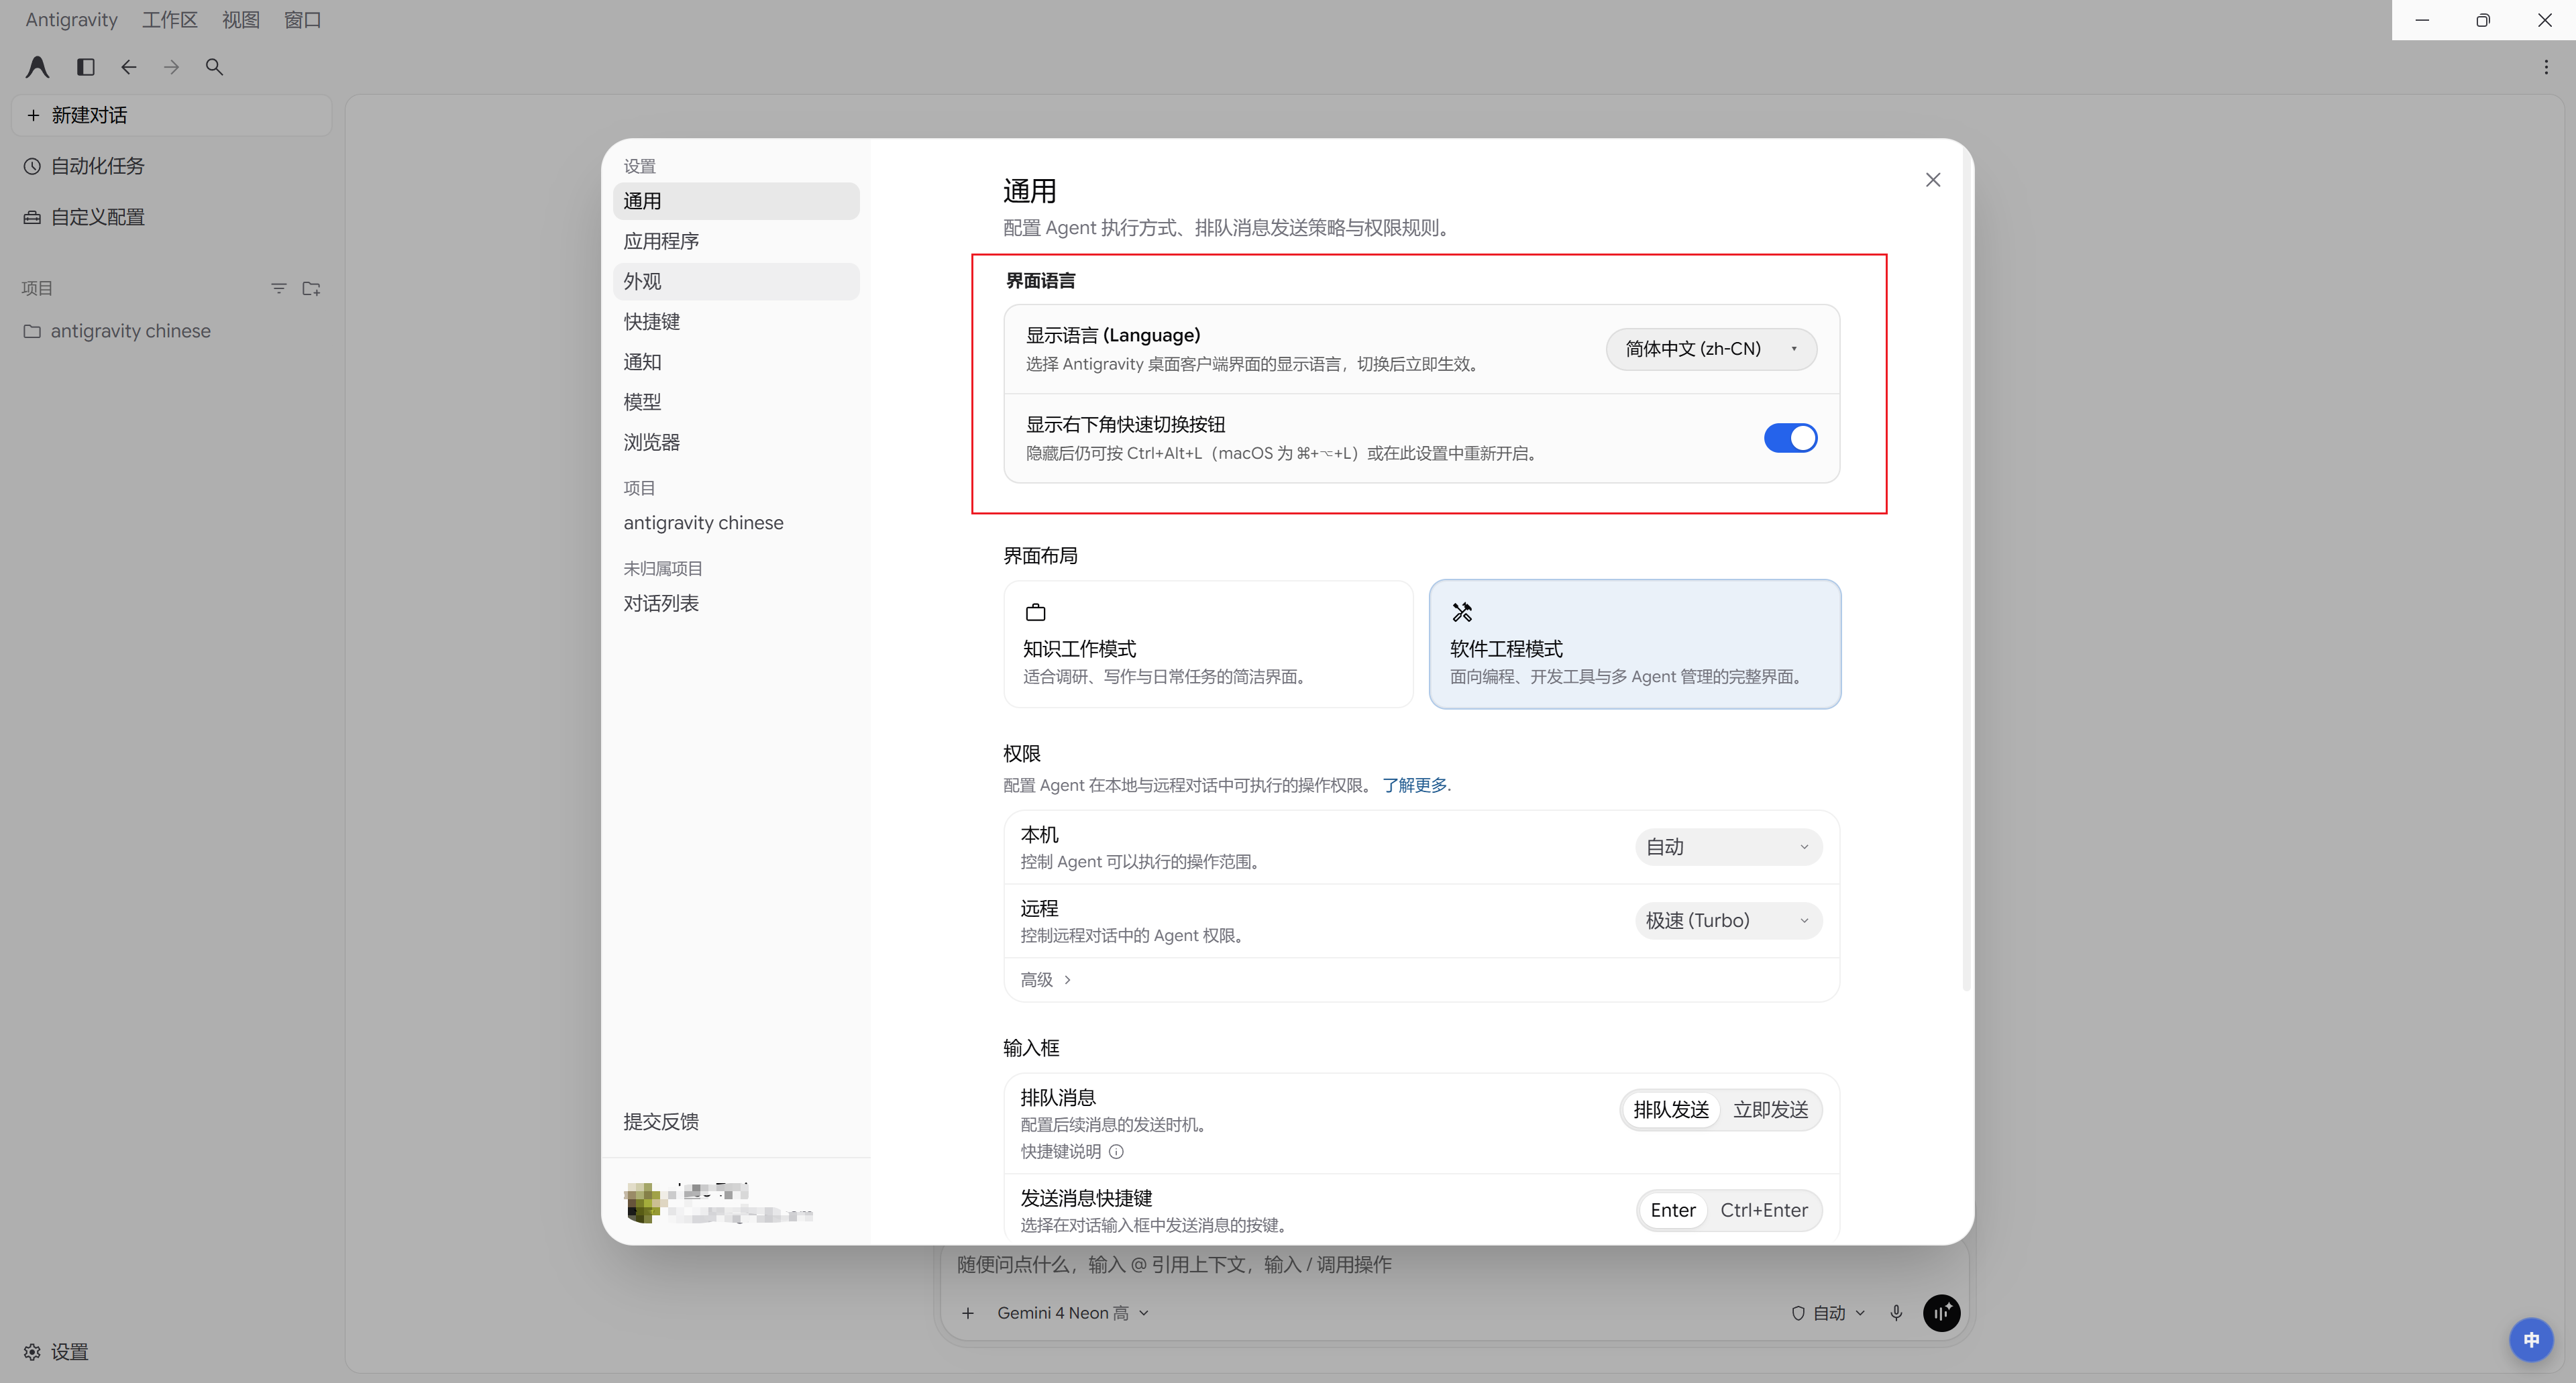 Antigravity 工作区 视图 窗口
新建对话
自动化任务
自定义配置
项目
antigravity chinese
设置
设置
通用
应用程序
外观
快捷键
通知
模型
浏览器
项目
antigravity chinese
未归属项目
对话列表
提交反馈
通用
配置 Agent 执行方式、排队消息发送策略与权限规则。
界面语言
显示语言 (Language)
选择 Antigravity 桌面客户端界面的显示语言，切换后立即生效。
简体中文 (zh-CN)
显示右下角快速切换按钮
隐藏后仍可按 Ctrl+Alt+L（macOS 为 ⌘+⌥+L）或在此设置中重新开启。
界面布局
知识工作模式
适合调研、写作与日常任务的简洁界面。
软件工程模式
面向编程、开发工具与多 Agent 管理的完整界面。
权限
配置 Agent 在本地与远程对话中可执行的操作权限。 了解更多.
本机
控制 Agent 可以执行的操作范围。
自动
远程
控制远程对话中的 Agent 权限。
极速 (Turbo)
高级
输入框
排队消息
配置后续消息的发送时机。
快捷键说明
排队发送 立即发送
发送消息快捷键
选择在对话输入框中发送消息的按键。
Enter Ctrl+Enter
随便问点什么，输入 @ 引用上下文，输入 / 调用操作
Gemini 4 Neon 高
自动
中